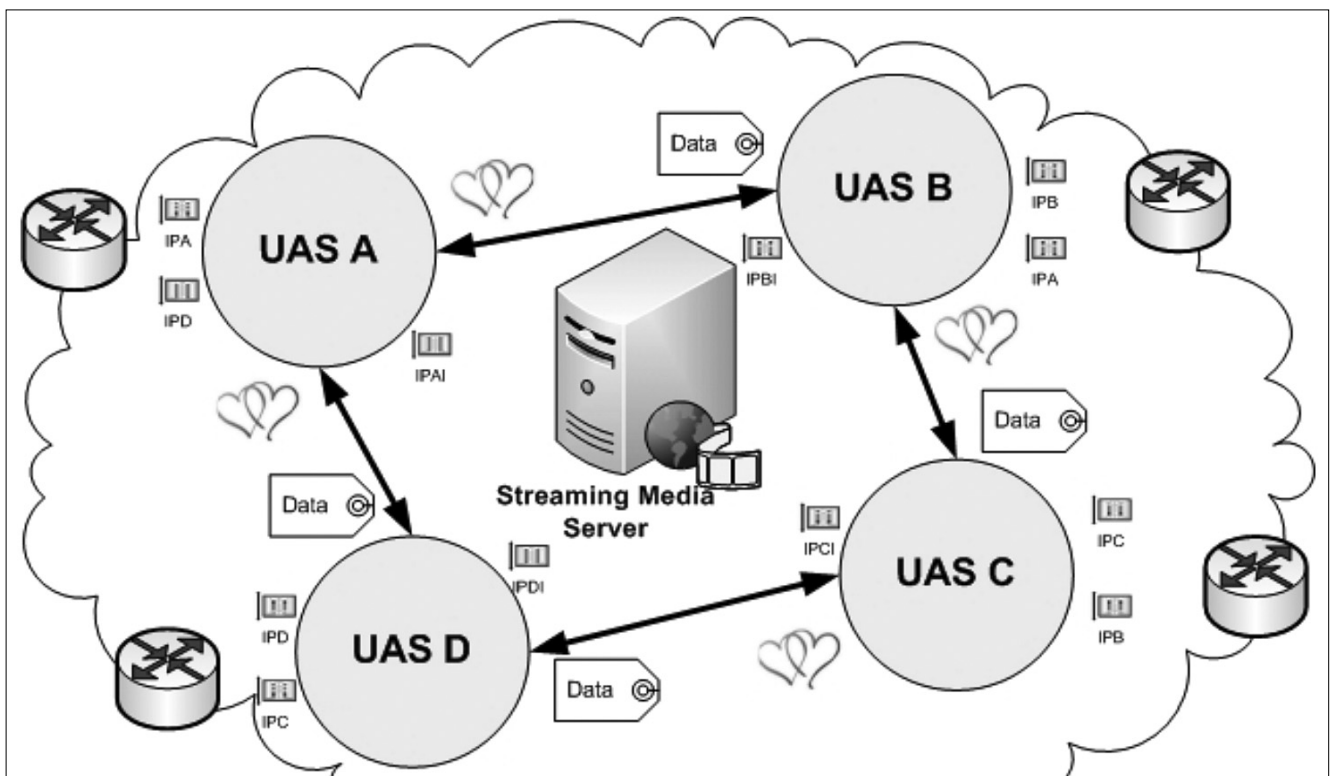 Data
UAS B
IPB
IPA
IPBI
UAS A
IPA
IPD
IPAI
Data
Streaming Media
Server
Data
IPDI
IPCI
UAS C
IPC
IPB
IPD
UAS D
IPC
Data